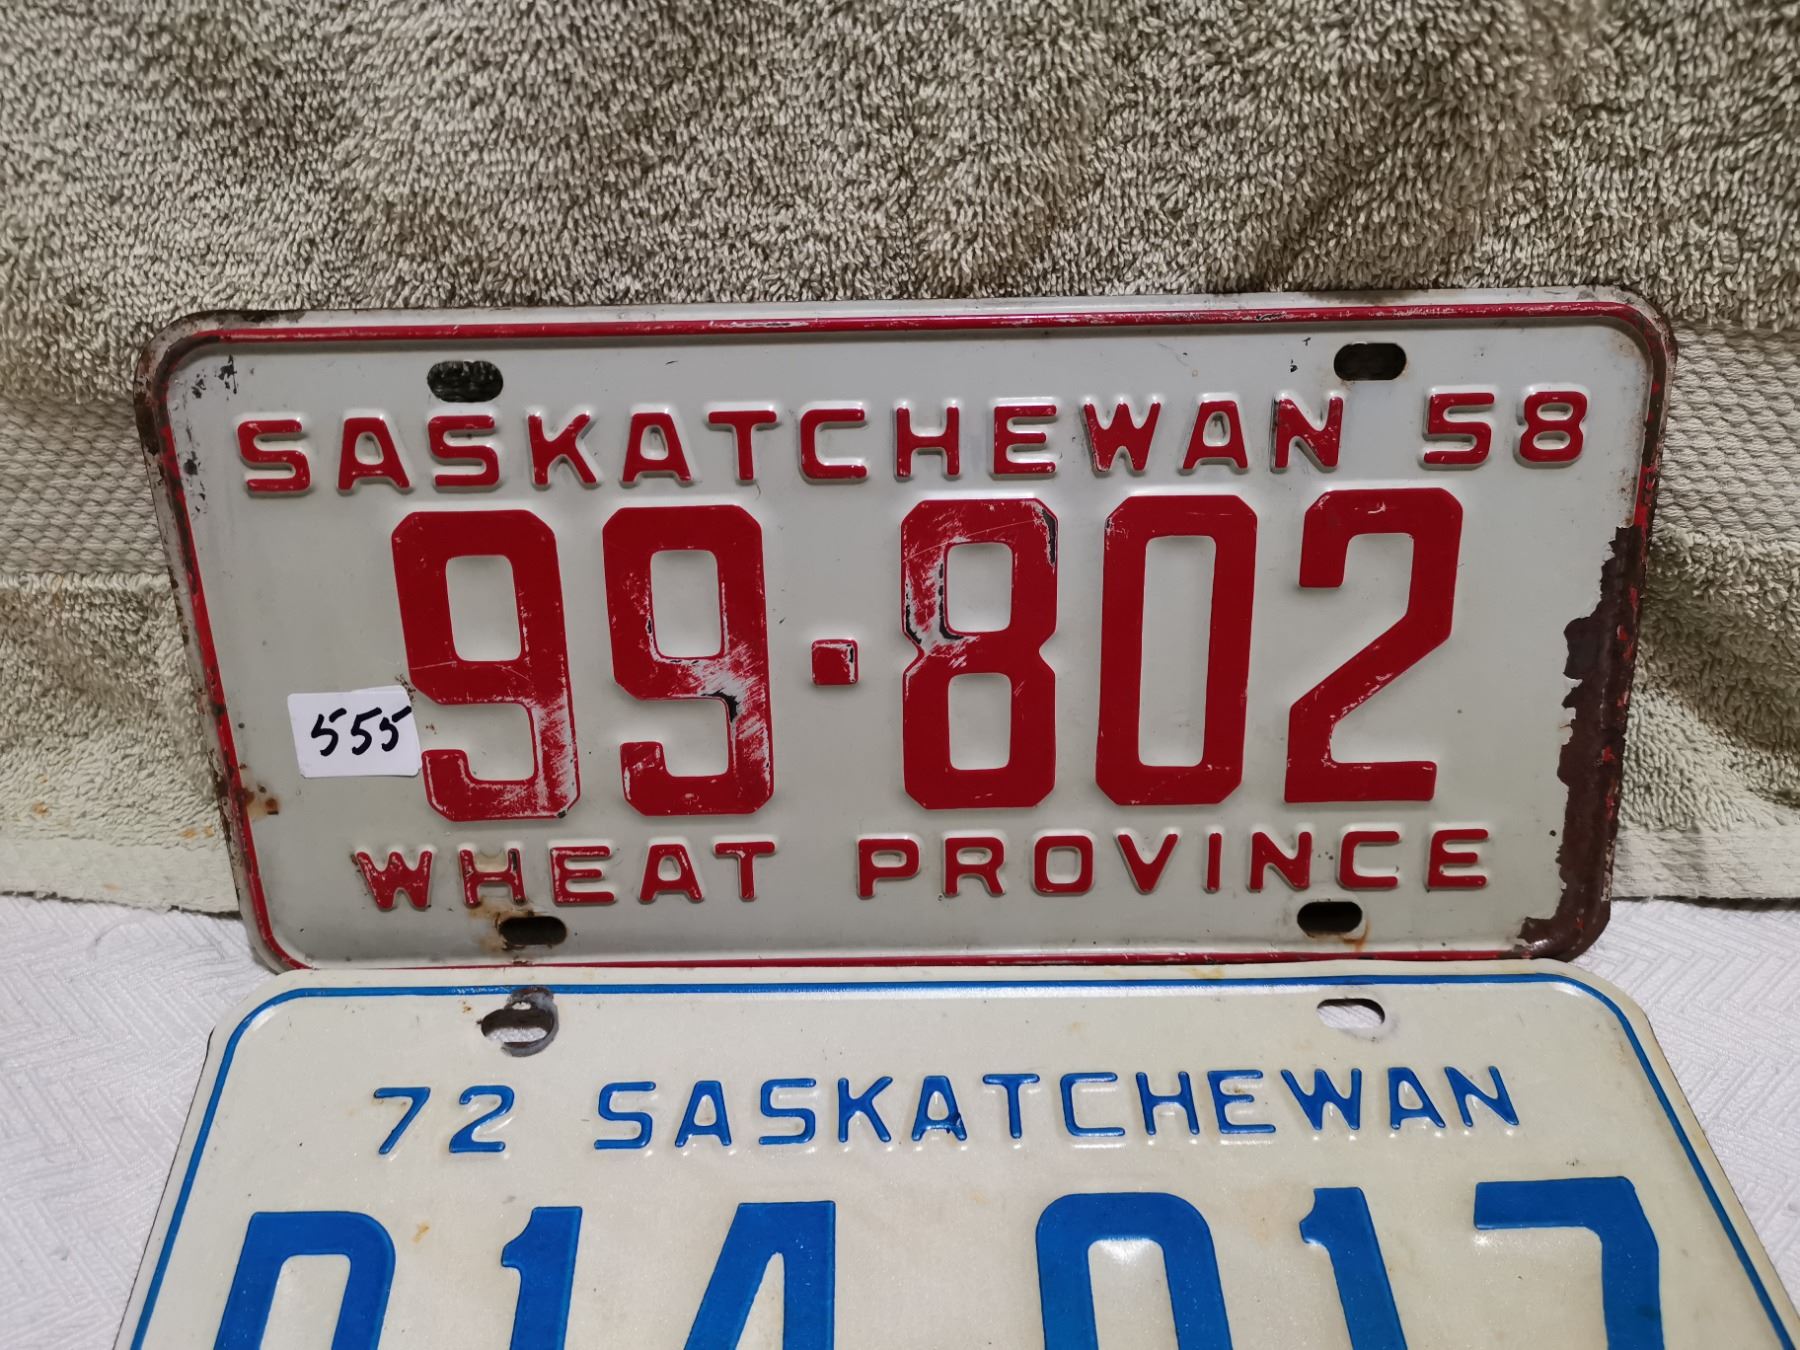 SASKATCHEWAN 58
99·802
555
WHEAT PROVINCE
72 SASKATCHEWAN